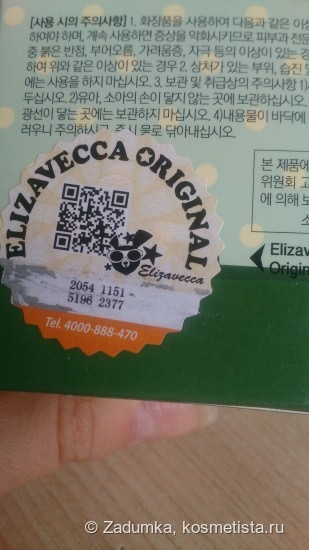 [사용 시의 주의사항] 1. 화장품을 사용하여 다음과 같은 이상
하여야 하며, 계속 사용하면 증상을 악화시키므로 피부과 전문
중 붉은 반점, 부어오름, 가려움증, 자극 등의 이상이 있는 경
하여 위와 같은 이상이 있는 경우 2. 상처가 있는 부위, 습진
에는 사용을 하지 마십시오. 3. 보관 및 취급상의 주의사항 1)
두십시오. 2)유아, 소아의 손이 닿지 않는 곳에 보관하십시오.
광선이 닿는 곳에는 보관하지 마십시오. 4)내용물이 바닥에
러우니 주의하시고, 즉시 물로 닦아내십시오.
본 제품에
위원회 고
에 의해 보
소
ELIZAVECCA ORIGINAL
Elizavecca
2054 1151 -
5196 2377
Tel. 4000-888-470
Elizav
Origin
© Zadumka, kosmetista.ru